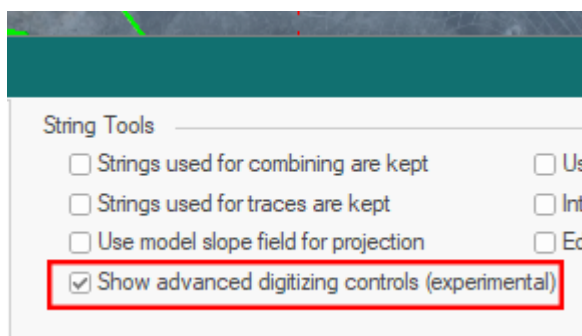 String Tools
Strings used for combining are kept
Strings used for traces are kept
Use model slope field for projection
Show advanced digitizing controls (experimental)